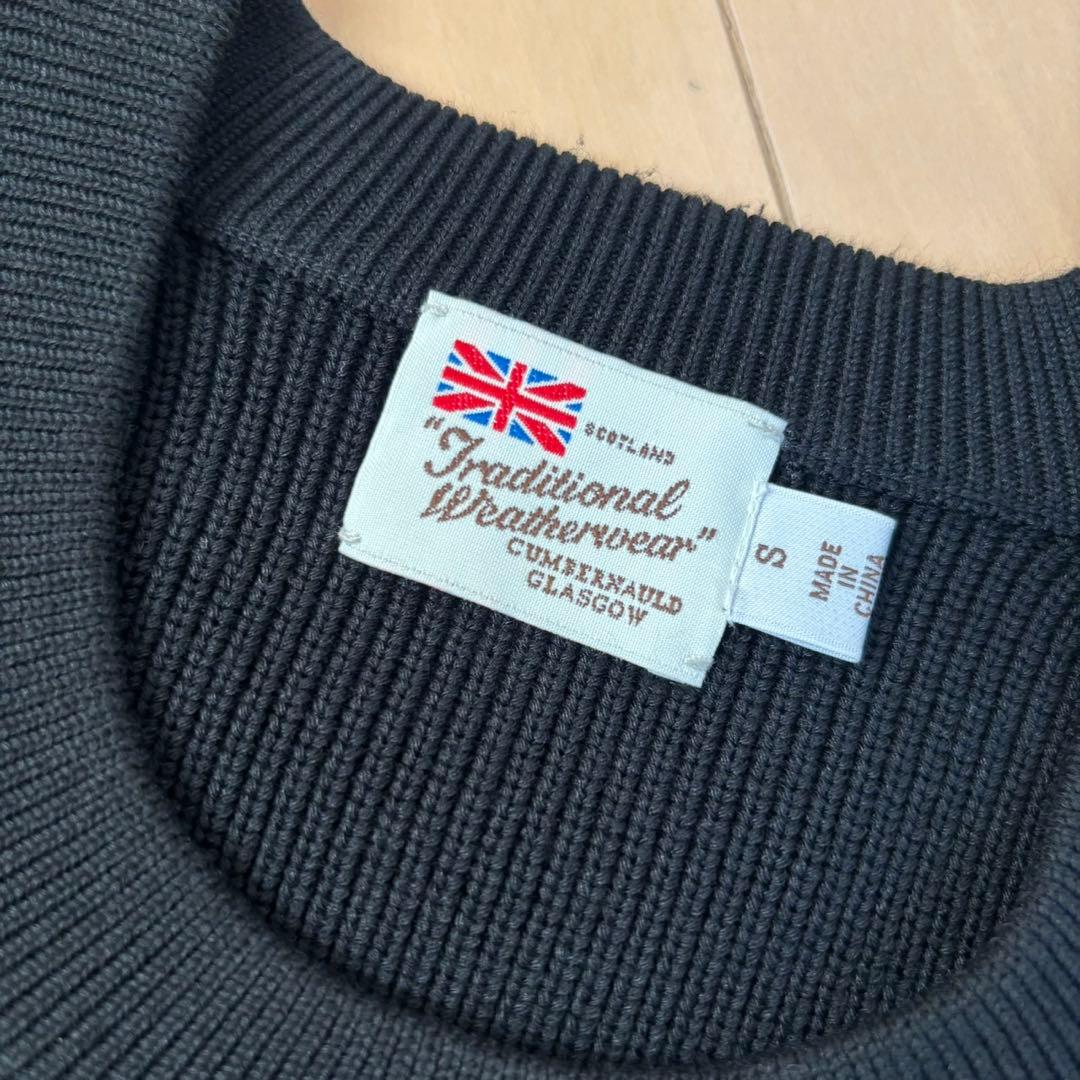 SCOTLAND
"Traditional
Weatherwear"
CUMBERNAULD
GLASGOW
S
MADE
IN
CHINA